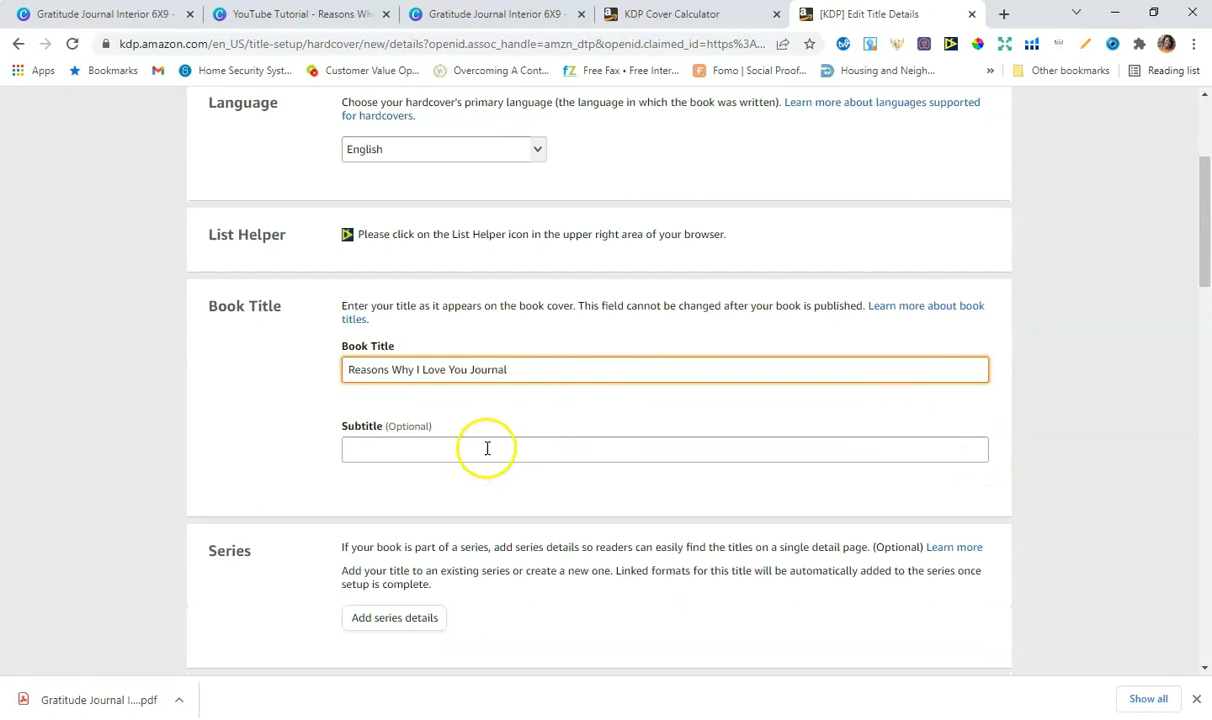 Gratitude Journal Interior 6X9 -
YouTube Tutorial - Reasons Wh
Gratitude Journal Interior 6X9 -
KDP Cover Calculator
[KDP] Edit Title Details
kdp.amazon.com/en_US/title-setup/hardcover/new/details?openid.assoc_handle=amzn_dtp&openid.claimed_id=https%3A...
Apps
Bookmarks
Home Security Syst...
Customer Value Op...
Overcoming A Cont...
Free Fax • Free Inter...
Fomo | Social Proof...
Housing and Neigh...
»
Other bookmarks
Reading list
Language
Choose your hardcover's primary language (the language in which the book was written). Learn more about languages supported
for hardcovers.
English
List Helper
Please click on the List Helper icon in the upper right area of your browser.
Book Title
Enter your title as it appears on the book cover. This field cannot be changed after your book is published. Learn more about book
titles.
Book Title
Reasons Why I Love You Journal
Subtitle (Optional)
Series
If your book is part of a series, add series details so readers can easily find the titles on a single detail page. (Optional) Learn more
Add your title to an existing series or create a new one. Linked formats for this title will be automatically added to the series once
setup is complete.
Add series details
Gratitude Journal I....pdf
Show all